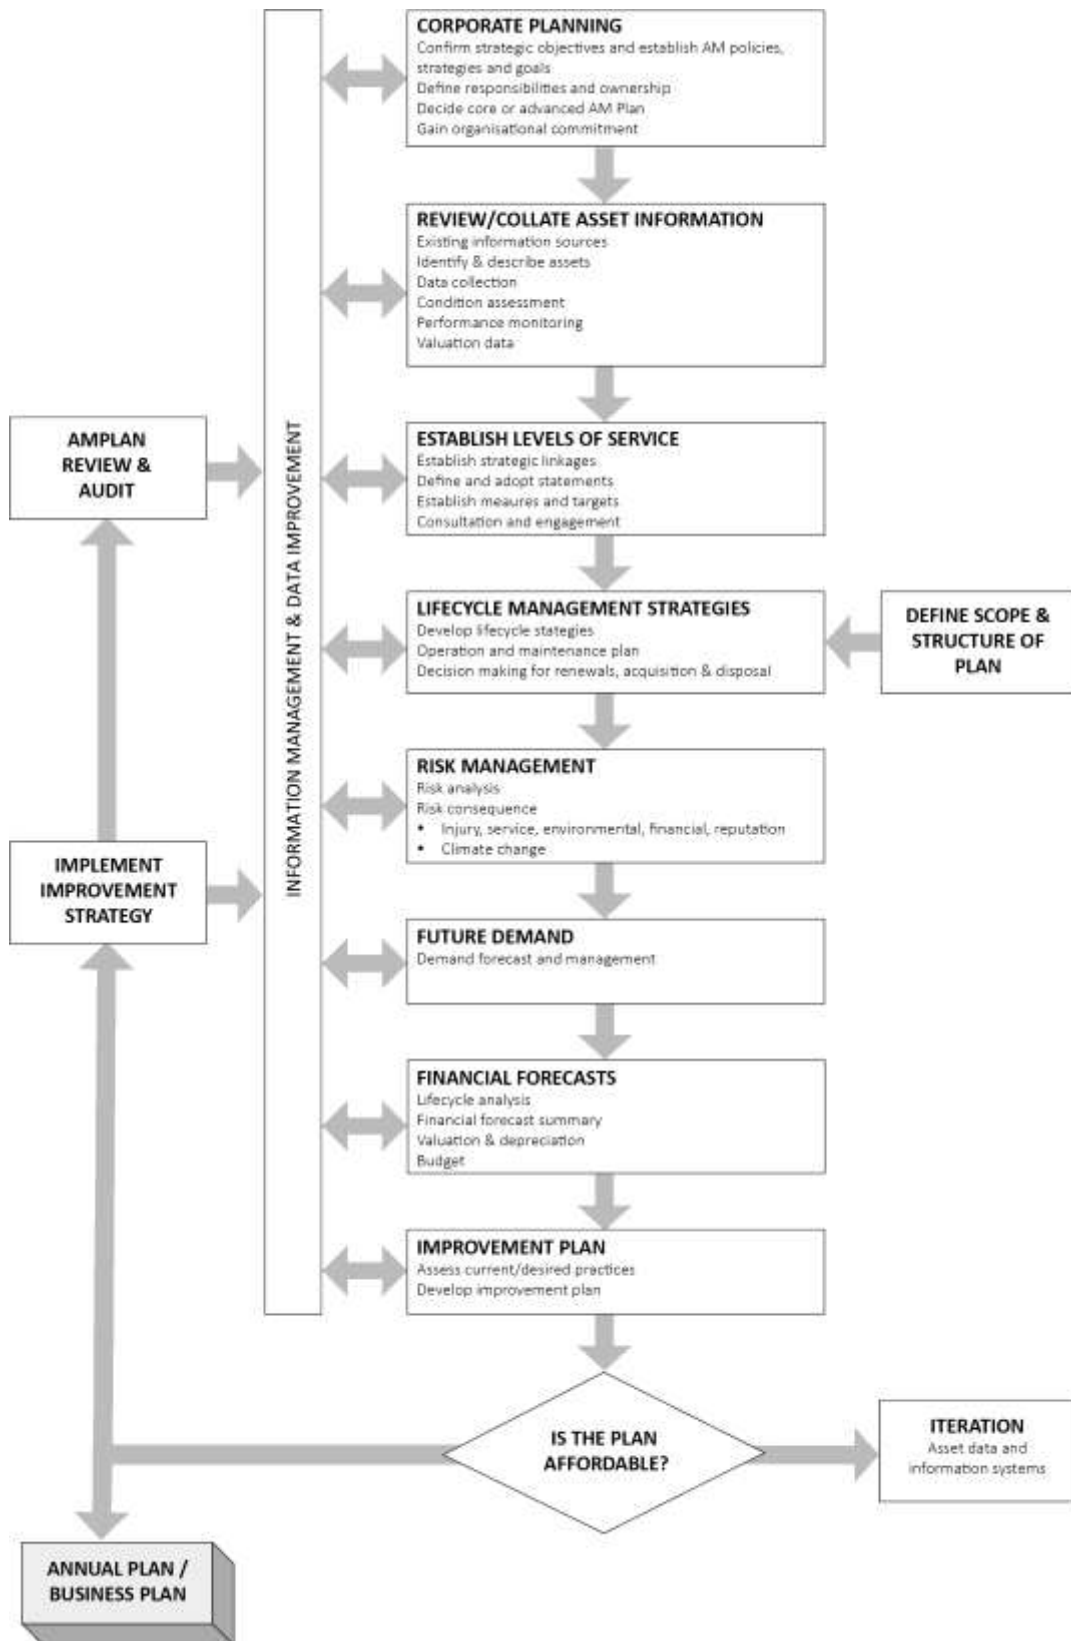 CORPORATE PLANNING
Confirm strategic objectives and establish AM policies,
strategies and goals
Define responsibilities and ownership
Decide core or advanced AM Plan
Gain organisational commitment
REVIEW/COLLATE ASSET INFORMATION
Existing information sources
Identify & describe assets
Data collection
Condition assessment
Performance monitoring
Valuation data
INFORMATION MANAGEMENT & DATA IMPROVEMENT
AMPLAN
REVIEW &
AUDIT
ESTABLISH LEVELS OF SERVICE
Establish strategic linkages
Define and adopt statements
Establish meaures and targets
Consultation and engagement
LIFECYCLE MANAGEMENT STRATEGIES
Develop lifecycle stategies
Operation and maintenance plan
Decision making for renewals, acquisition & disposal
DEFINE SCOPE &
STRUCTURE OF
PLAN
RISK MANAGEMENT
Risk analysis
Risk consequence
• Injury, service, environmental, financial, reputation
• Climate change
IMPLEMENT
IMPROVEMENT
STRATEGY
FUTURE DEMAND
Demand forecast and management
FINANCIAL FORECASTS
Lifecycle analysis
Financial forecast summary
Valuation & depreciation
Budget
IMPROVEMENT PLAN
Assess current/desired practices
Develop improvement plan
IS THE PLAN
AFFORDABLE?
ITERATION
Asset data and
information systems
ANNUAL PLAN /
BUSINESS PLAN